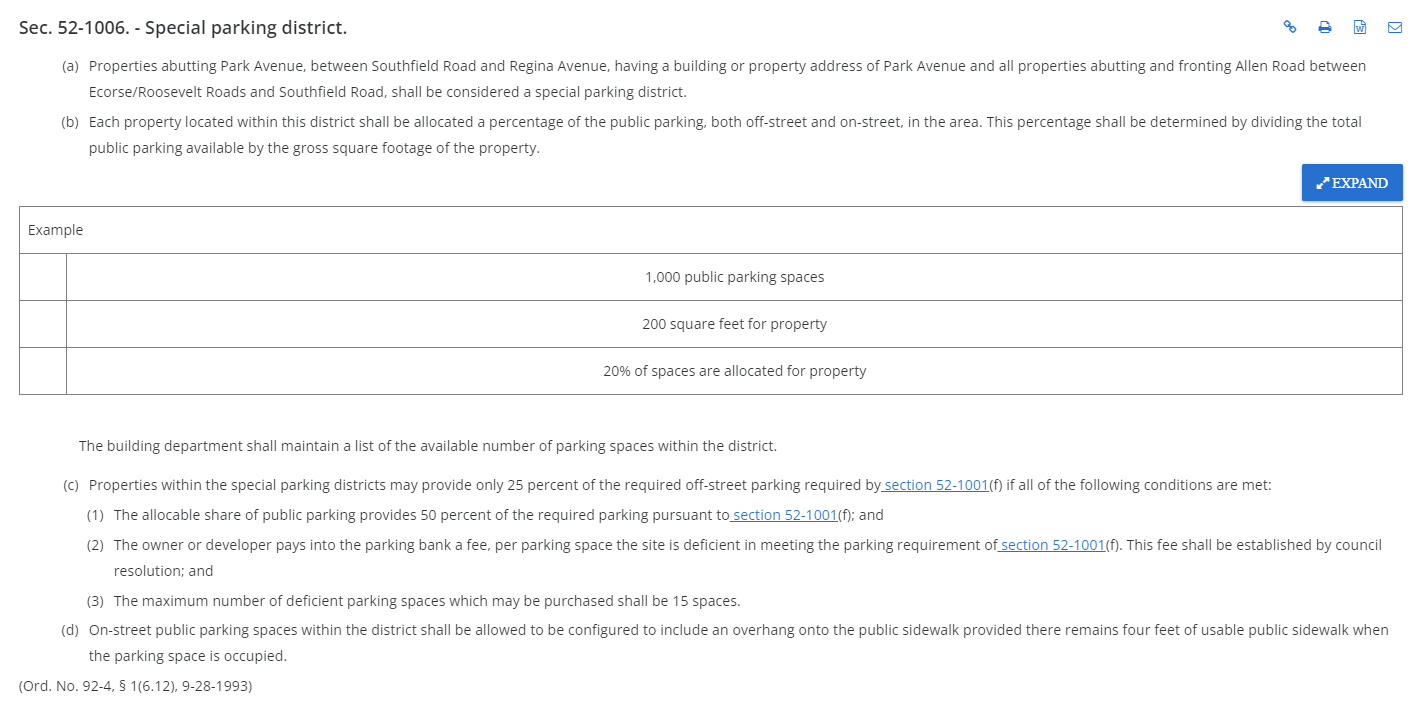 Sec. 52-1006. - Special parking district.
(a) Properties abutting Park Avenue, between Southfield Road and Regina Avenue, having a building or property address of Park Avenue and all properties abutting and fronting Allen Road between
Ecorse/Roosevelt Roads and Southfield Road, shall be considered a special parking district.
(b) Each property located within this district shall be allocated a percentage of the public parking, both off-street and on-street, in the area. This percentage shall be determined by dividing the total
public parking available by the gross square footage of the property.
EXPAND
Example
1,000 public parking spaces
200 square feet for property
20% of spaces are allocated for property
The building department shall maintain a list of the available number of parking spaces within the district.
(c) Properties within the special parking districts may provide only 25 percent of the required off-street parking required by section 52-1001(f) if all of the following conditions are met:
(1) The allocable share of public parking provides 50 percent of the required parking pursuant to section 52-1001(f); and
(2) The owner or developer pays into the parking bank a fee, per parking space the site is deficient in meeting the parking requirement of section 52-1001(f). This fee shall be established by council
resolution; and
(3) The maximum number of deficient parking spaces which may be purchased shall be 15 spaces.
(d) On-street public parking spaces within the district shall be allowed to be configured to include an overhang onto the public sidewalk provided there remains four feet of usable public sidewalk when
the parking space is occupied.
(Ord. No. 92-4, § 1(6.12), 9-28-1993)